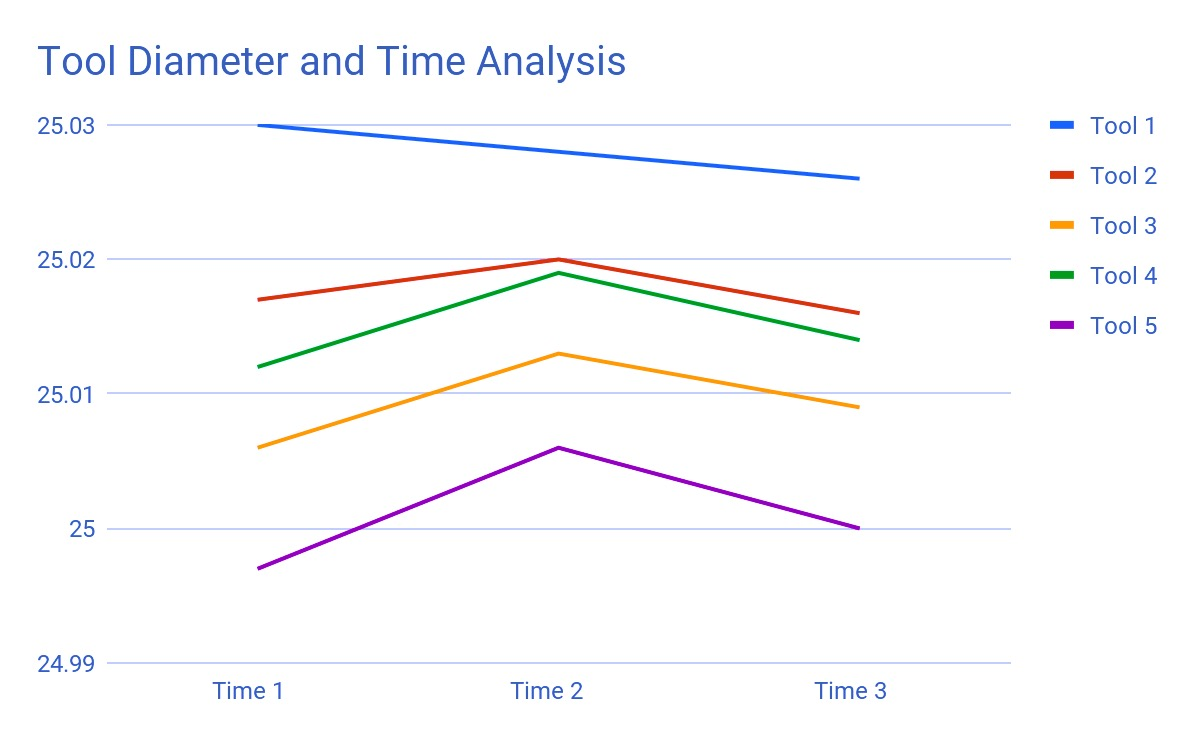 Tool Diameter and Time Analysis
25.03
25.02
25.01
25
24.99
Time 1
Time 2
Time 3
Tool 1
Tool 2
Tool 3
Tool 4
Tool 5